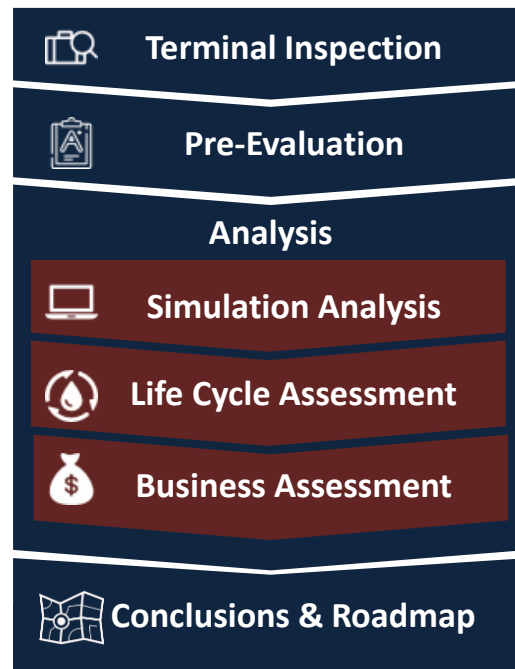 Terminal Inspection
Pre-Evaluation
Analysis
Simulation Analysis
Life Cycle Assessment
$
Business Assessment
Conclusions & Roadmap